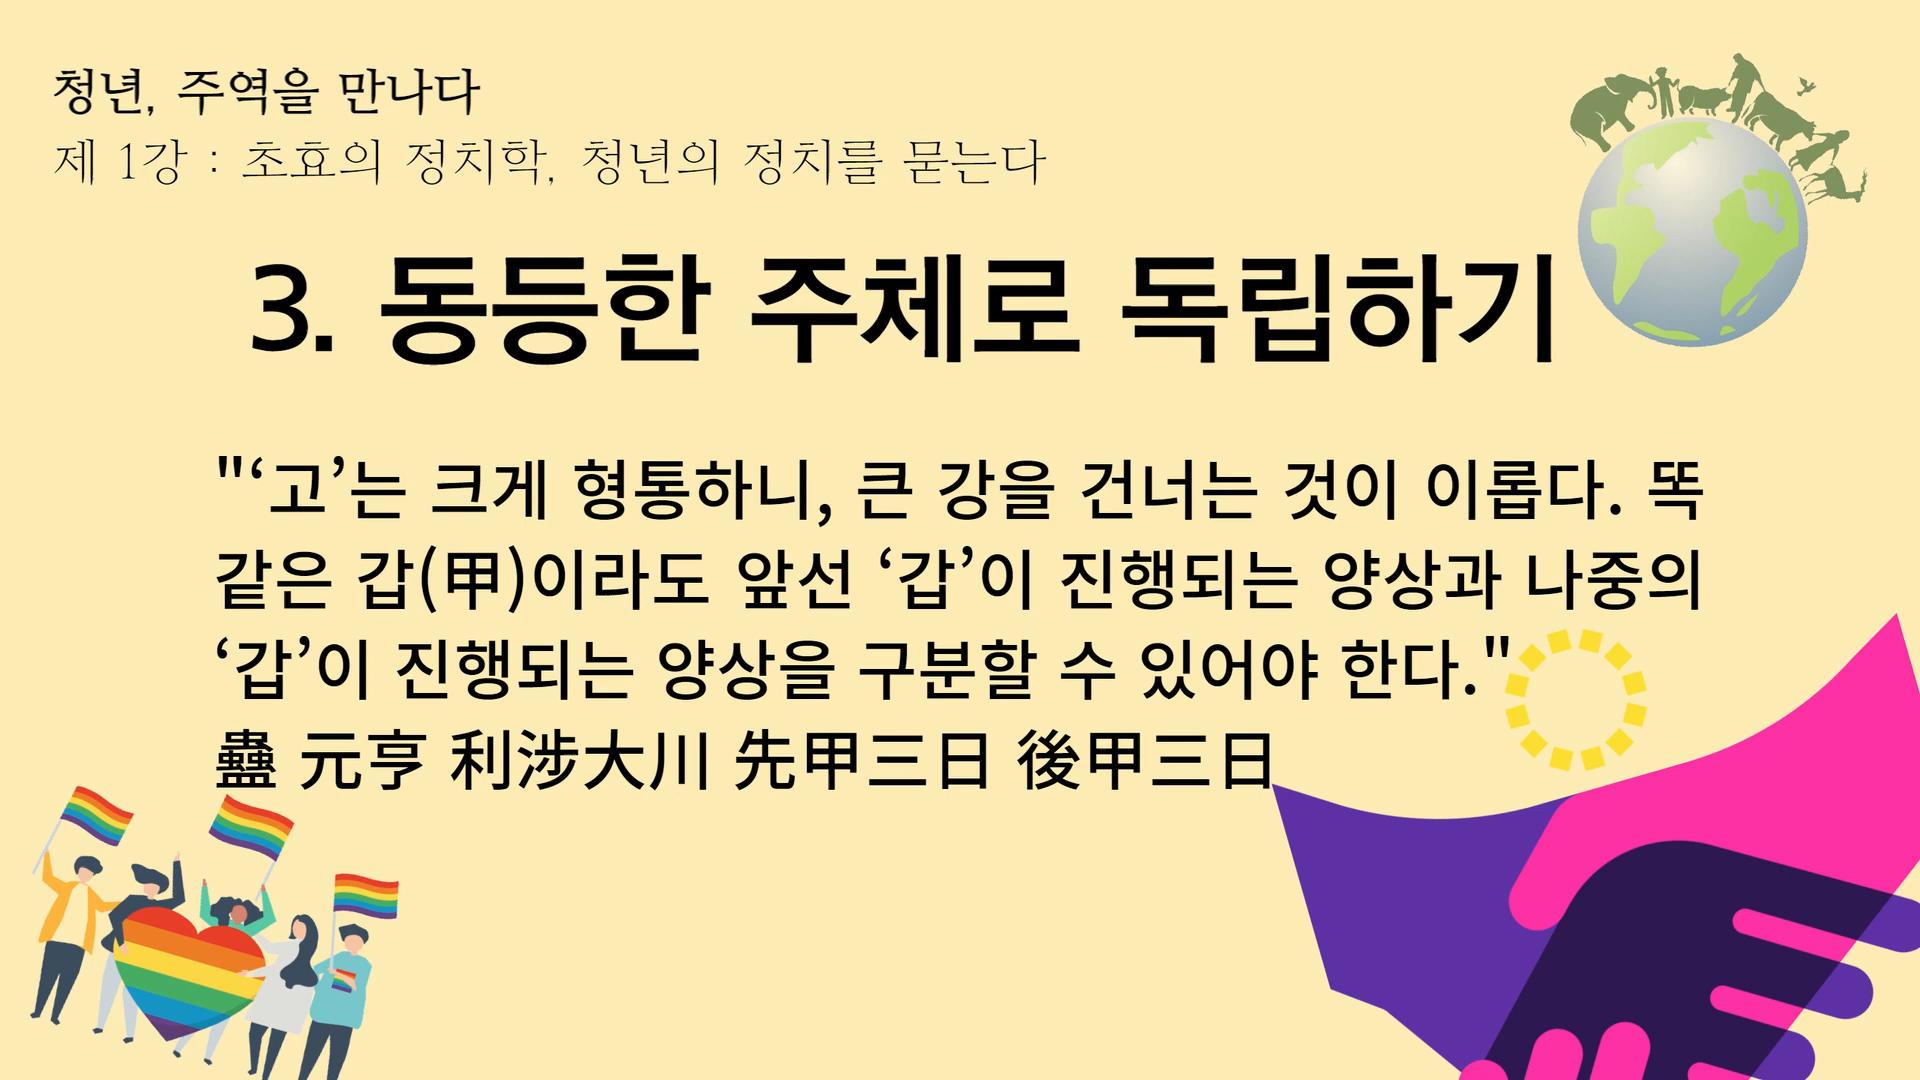 청년, 주역을 만나다
제 1강 : 초효의 정치학, 청년의 정치를 묻는다
3. 동등한 주체로 독립하기
"‘고’는 크게 형통하니, 큰 강을 건너는 것이 이롭다. 똑
같은 갑(甲)이라도 앞선 ‘갑’이 진행되는 양상과 나중의
‘갑’이 진행되는 양상을 구분할 수 있어야 한다."
蠱 元亨 利涉大川 先甲三日 後甲三日